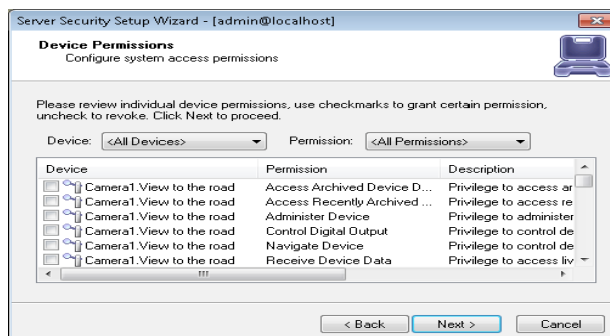 Server Security Setup Wizard - [admin@localhost]
Device Permissions
Configure system access permissions
Please review individual device permissions, use checkmarks to grant certain permission,
uncheck to revoke. Click Next to proceed.
Device: <All Devices> Permission: <All Permissions>
Device Permission Description
Camera1.View to the road Access Archived Device D... Privilege to access ar
Camera1.View to the road Access Recently Archived ... Privilege to access re
Camera1.View to the road Administer Device Privilege to administer
Camera1.View to the road Control Digital Output Privilege to control de
Camera1.View to the road Navigate Device Privilege to control de
Camera1.View to the road Receive Device Data Privilege to access liv
< Back Next > Cancel